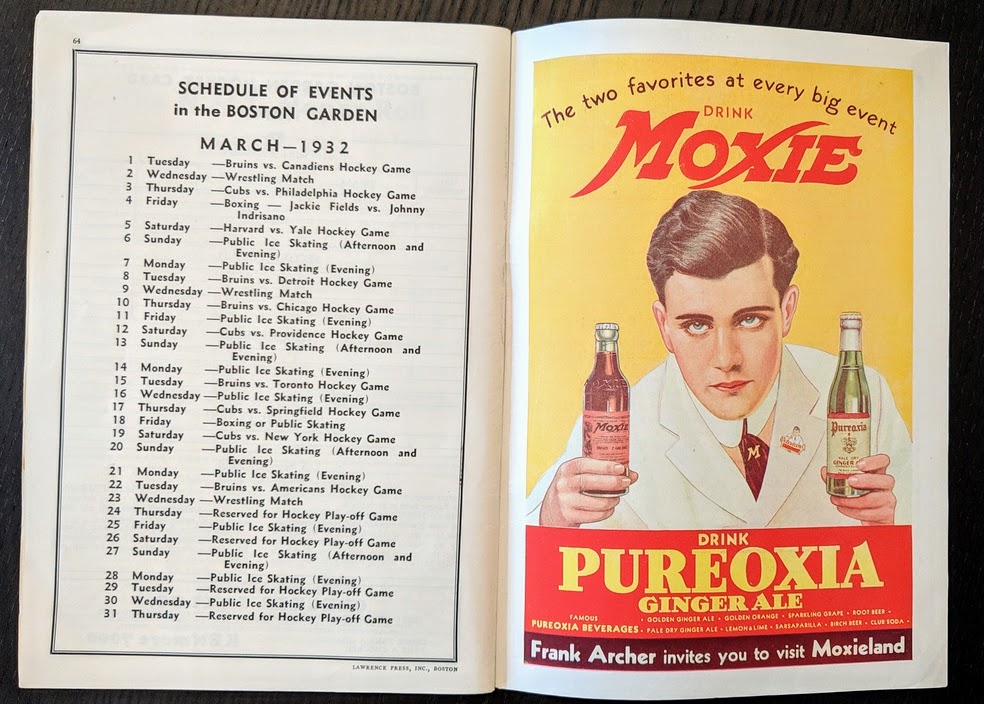 64
SCHEDULE OF EVENTS
in the BOSTON GARDEN
MARCH—1932
1 Tuesday —Bruins vs. Canadiens Hockey Game
2 Wednesday —Wrestling Match
3 Thursday —Cubs vs. Philadelphia Hockey Game
4 Friday —Boxing — Jackie Fields vs. Johnny
Indrisano
5 Saturday —Harvard vs. Yale Hockey Game
6 Sunday —Public Ice Skating (Afternoon and
Evening)
7 Monday —Public Ice Skating (Evening)
8 Tuesday —Bruins vs. Detroit Hockey Game
9 Wednesday —Wrestling Match
10 Thursday —Bruins vs. Chicago Hockey Game
11 Friday —Public Ice Skating (Evening)
12 Saturday —Cubs vs. Providence Hockey Game
13 Sunday —Public Ice Skating (Afternoon and
Evening)
14 Monday —Public Ice Skating (Evening)
15 Tuesday —Bruins vs. Toronto Hockey Game
16 Wednesday —Public Ice Skating (Evening)
17 Thursday —Cubs vs. Springfield Hockey Game
18 Friday —Boxing or Public Skating
19 Saturday —Cubs vs. New York Hockey Game
20 Sunday —Public Ice Skating (Afternoon and
Evening)
21 Monday —Public Ice Skating (Evening)
22 Tuesday —Bruins vs. Americans Hockey Game
23 Wednesday —Wrestling Match
24 Thursday —Reserved for Hockey Play-off Game
25 Friday —Public Ice Skating (Evening)
26 Saturday —Reserved for Hockey Play-off Game
27 Sunday —Public Ice Skating (Afternoon and
Evening)
28 Monday —Public Ice Skating (Evening)
29 Tuesday —Reserved for Hockey Play-off Game
30 Wednesday —Public Ice Skating (Evening)
31 Thursday —Reserved for Hockey Play-off Game
LAWRENCE PRESS, INC., BOSTON
The two favorites at every big event
DRINK
MOXIE
Moxie
M
Pureoxia
PALE DRY
GINGER ALE
DRINK
PUREOXIA
GINGER ALE
FAMOUS
PUREOXIA BEVERAGES
· GOLDEN GINGER ALE · GOLDEN ORANGE · SPARKLING GRAPE · ROOT BEER ·
· PALE DRY GINGER ALE · LEMON & LIME · SARSAPARILLA · BIRCH BEER · CLUB SODA ·
Frank Archer invites you to visit Moxieland